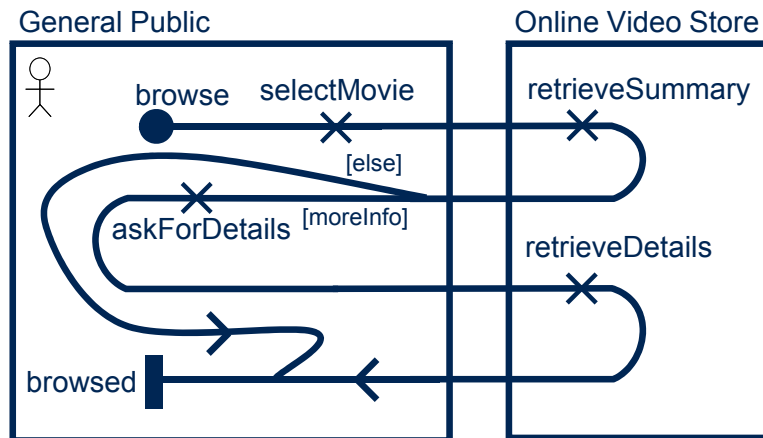 General Public
Online Video Store
browse
selectMovie
retrieveSummary
[else]
askForDetails
[moreInfo]
retrieveDetails
browsed